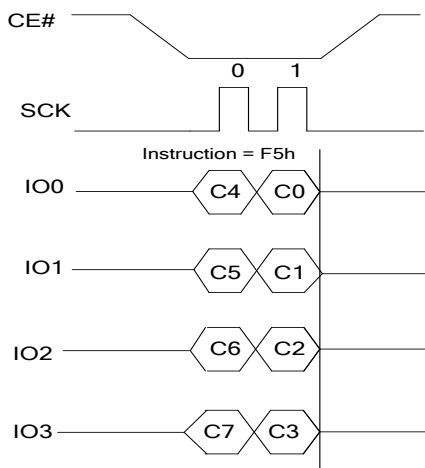 CE#
0 1
SCK
Instruction = F5h
IO0 C4 C0
IO1 C5 C1
IO2 C6 C2
IO3 C7 C3